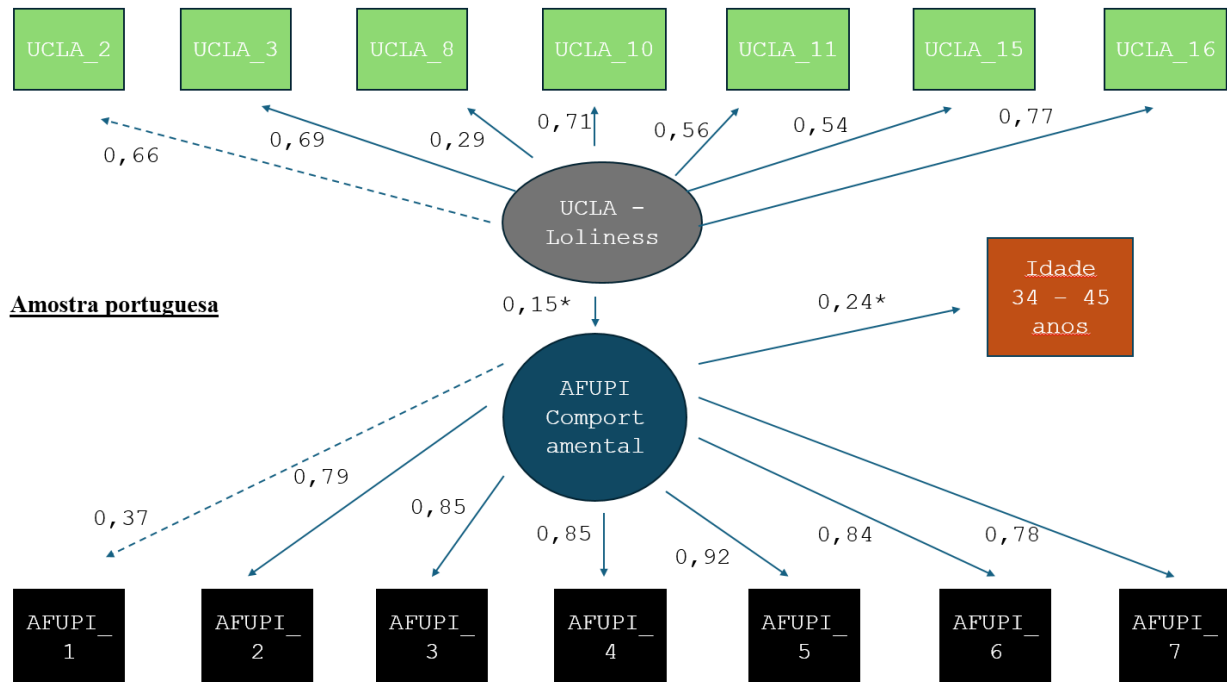 UCLA_2
UCLA_3
UCLA_8
UCLA_10
UCLA_11
UCLA_15
UCLA_16
0,66
0,69
0,29
0,71
0,56
0,54
0,77
UCLA –
Loliness
Amostra portuguesa
0,15*
0,24*
Idade
34 – 45
anos
AFUPI
Comport
amental
0,37
0,79
0,85
0,85
0,92
0,84
0,78
AFUPI_
1
AFUPI_
2
AFUPI_
3
AFUPI_
4
AFUPI_
5
AFUPI_
6
AFUPI_
7